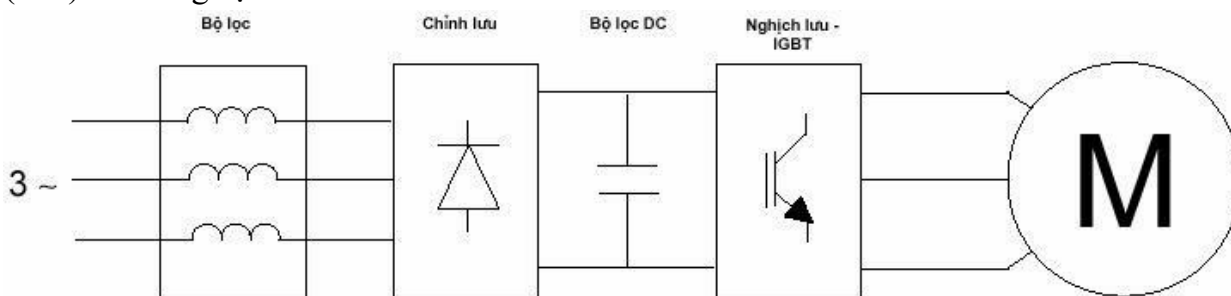 Bộ lọc
Chỉnh lưu
Bộ lọc DC
Nghịch lưu -
IGBT
3 ~
M